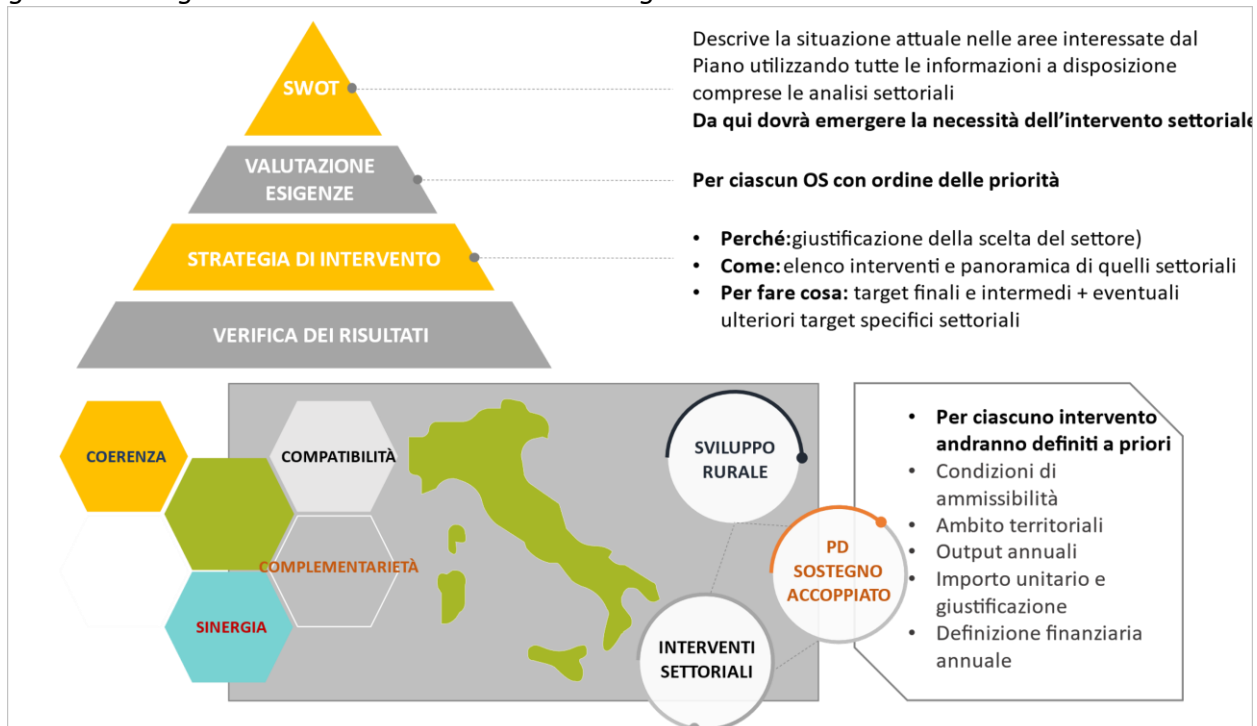 SWOT
Descrive la situazione attuale nelle aree interessate dal
Piano utilizzando tutte le informazioni a disposizione
comprese le analisi settoriali
Da qui dovrà emergere la necessità dell'intervento settoriale
VALUTAZIONE
ESIGENZE
Per ciascun OS con ordine delle priorità
STRATEGIA DI INTERVENTO
• Perché:giustificazione della scelta del settore)
• Come: elenco interventi e panoramica di quelli settoriali
• Per fare cosa: target finali e intermedi + eventuali
ulteriori target specifici settoriali
VERIFICA DEI RISULTATI
COERENZA
COMPATIBILITÀ
COMPLEMENTARIETÀ
SINERGIA
SVILUPPO
RURALE
PD
SOSTEGNO
ACCOPPIATO
INTERVENTI
SETTORIALI
• Per ciascuno intervento
andranno definiti a priori
• Condizioni di
ammissibilità
• Ambito territoriali
• Output annuali
• Importo unitario e
giustificazione
• Definizione finanziaria
annuale